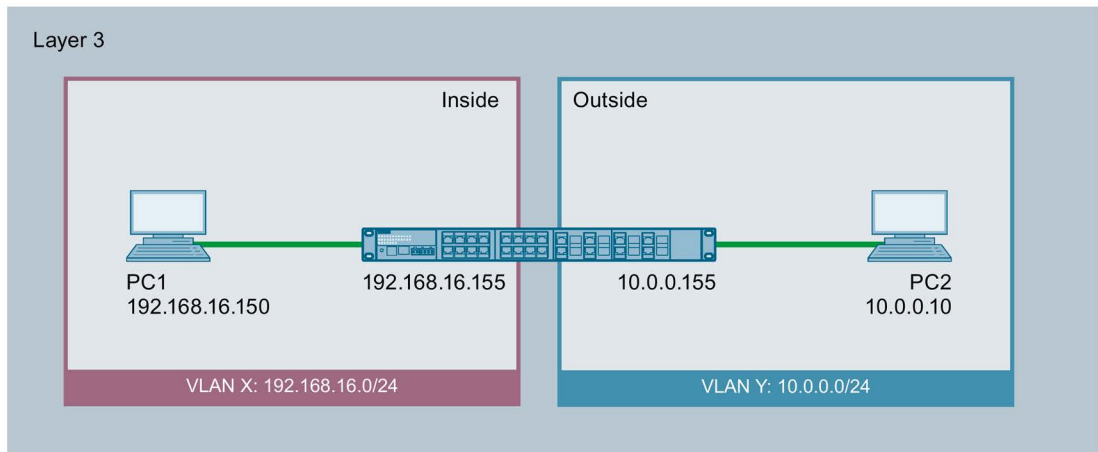 Layer 3
Inside
Outside
PC1
192.168.16.150
192.168.16.155
10.0.0.155
PC2
10.0.0.10
VLAN X: 192.168.16.0/24
VLAN Y: 10.0.0.0/24